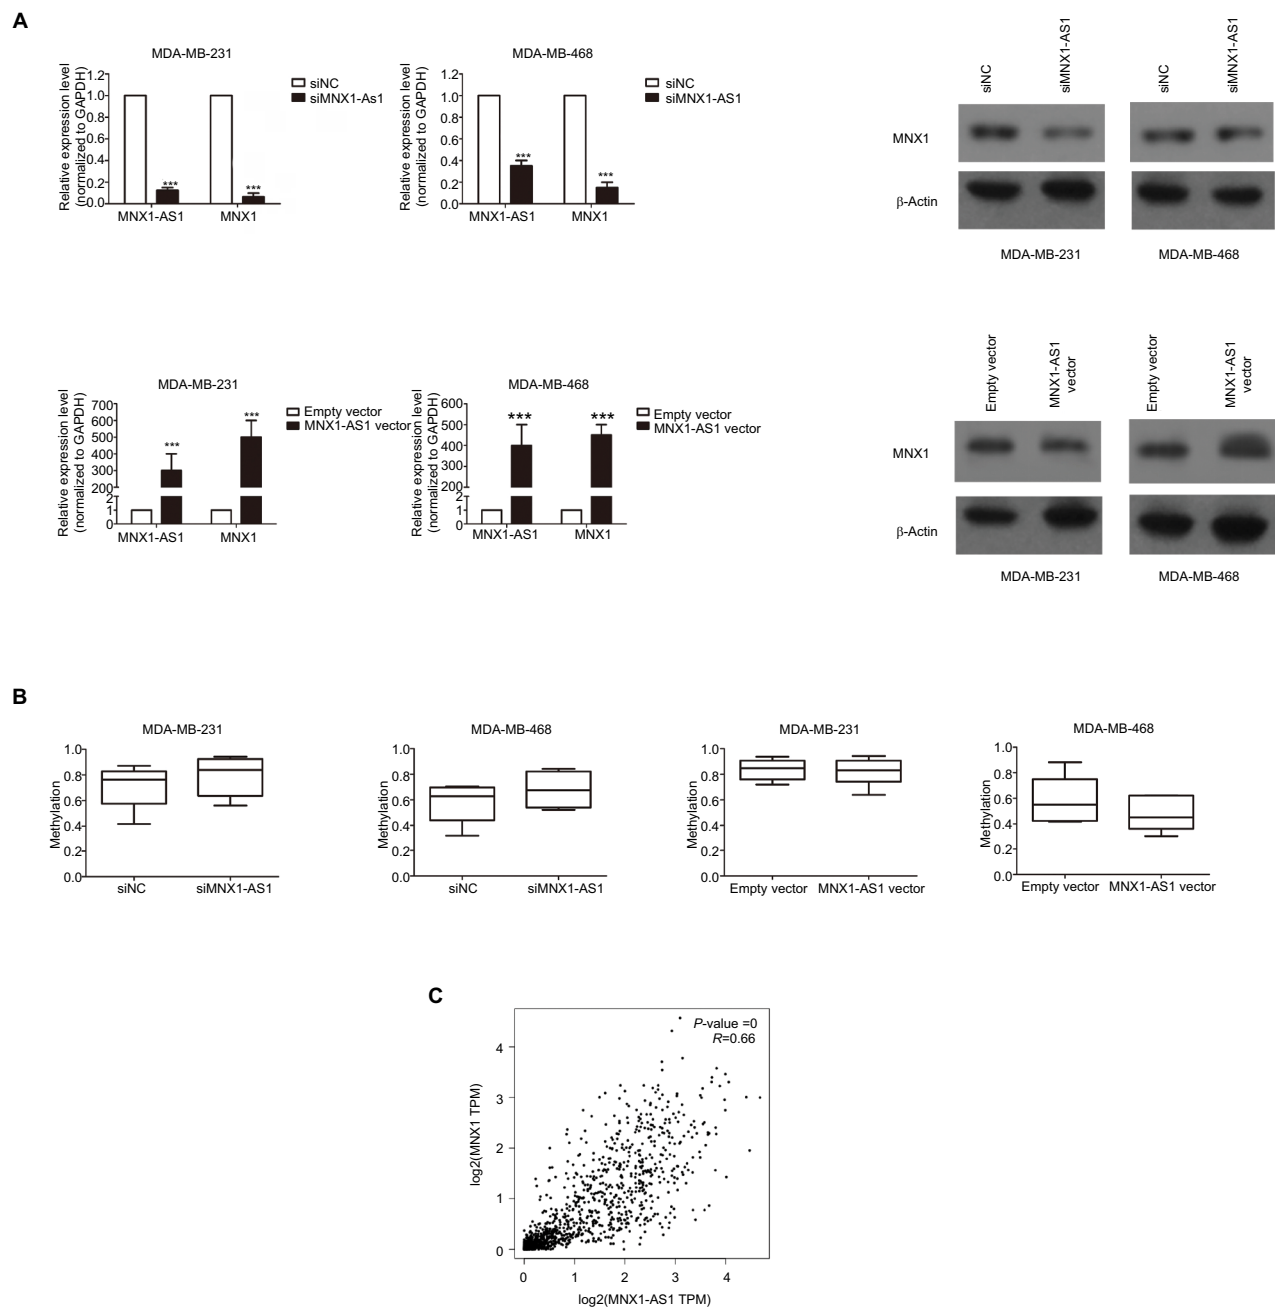 A
MDA-MB-231
Relative expression level
(normalized to GAPDH)
1.2
1.0
0.8
0.6
0.4
0.2
0.0
***
***
MNX1-AS1
MNX1
siNC
siMNX1-As1
MDA-MB-468
Relative expression level
(normalized to GAPDH)
1.2
1.0
0.8
0.6
0.4
0.2
0.0
***
***
MNX1-AS1
MNX1
siNC
siMNX1-AS1
siNC
siMNX1-AS1
siNC
siMNX1-AS1
MNX1
β-Actin
MDA-MB-231
MDA-MB-468
MDA-MB-231
Relative expression level
(normalized to GAPDH)
700
600
500
400
300
200
2
1
0
***
***
MNX1-AS1
MNX1
Empty vector
MNX1-AS1 vector
MDA-MB-468
Relative expression level
(normalized to GAPDH)
600
500
400
300
200
2
1
0
***
***
MNX1-AS1
MNX1
Empty vector
MNX1-AS1 vector
Empty vector
MNX1-AS1
vector
Empty vector
MNX1-AS1
vector
MNX1
β-Actin
MDA-MB-231
MDA-MB-468
B
MDA-MB-231
Methylation
1.0
0.8
0.6
0.4
0.2
0.0
siNC
siMNX1-AS1
MDA-MB-468
Methylation
1.0
0.8
0.6
0.4
0.2
0.0
siNC
siMNX1-AS1
MDA-MB-231
Methylation
1.0
0.8
0.6
0.4
0.2
0.0
Empty vector
MNX1-AS1 vector
MDA-MB-468
Methylation
1.0
0.8
0.6
0.4
0.2
0.0
Empty vector
MNX1-AS1 vector
C
P-value =0
R=0.66
log2(MNX1 TPM)
4
3
2
1
0
0
1
2
3
4
log2(MNX1-AS1 TPM)